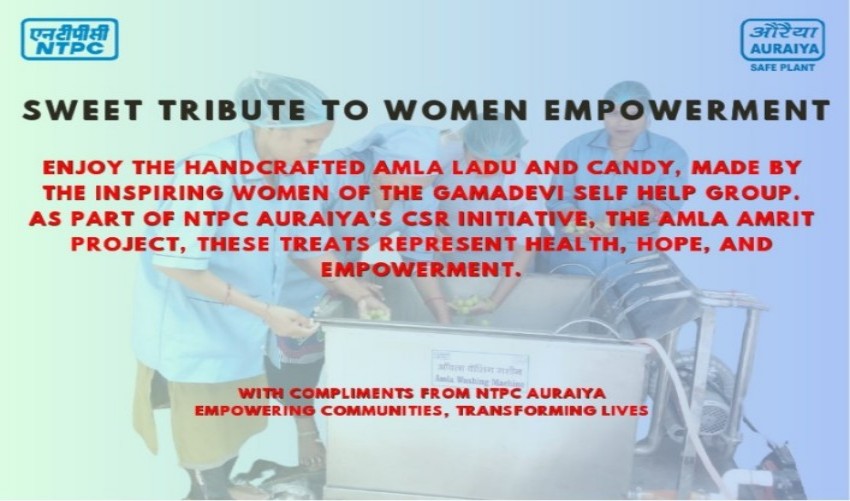 एनटीपीसी
NTPC
औरैया
AURAIYA
SAFE PLANT
SWEET TRIBUTE TO WOMEN EMPOWERMENT
ENJOY THE HANDCRAFTED AMLA LADU AND CANDY, MADE BY
THE INSPIRING WOMEN OF THE GAMADEVI SELF HELP GROUP.
AS PART OF NTPC AURAIYA'S CSR INITIATIVE, THE AMLA AMRIT
PROJECT, THESE TREATS REPRESENT HEALTH, HOPE, AND
EMPOWERMENT.
Amla Washing Machine
WITH COMPLIMENTS FROM NTPC AURAIYA
EMPOWERING COMMUNITIES, TRANSFORMING LIVES